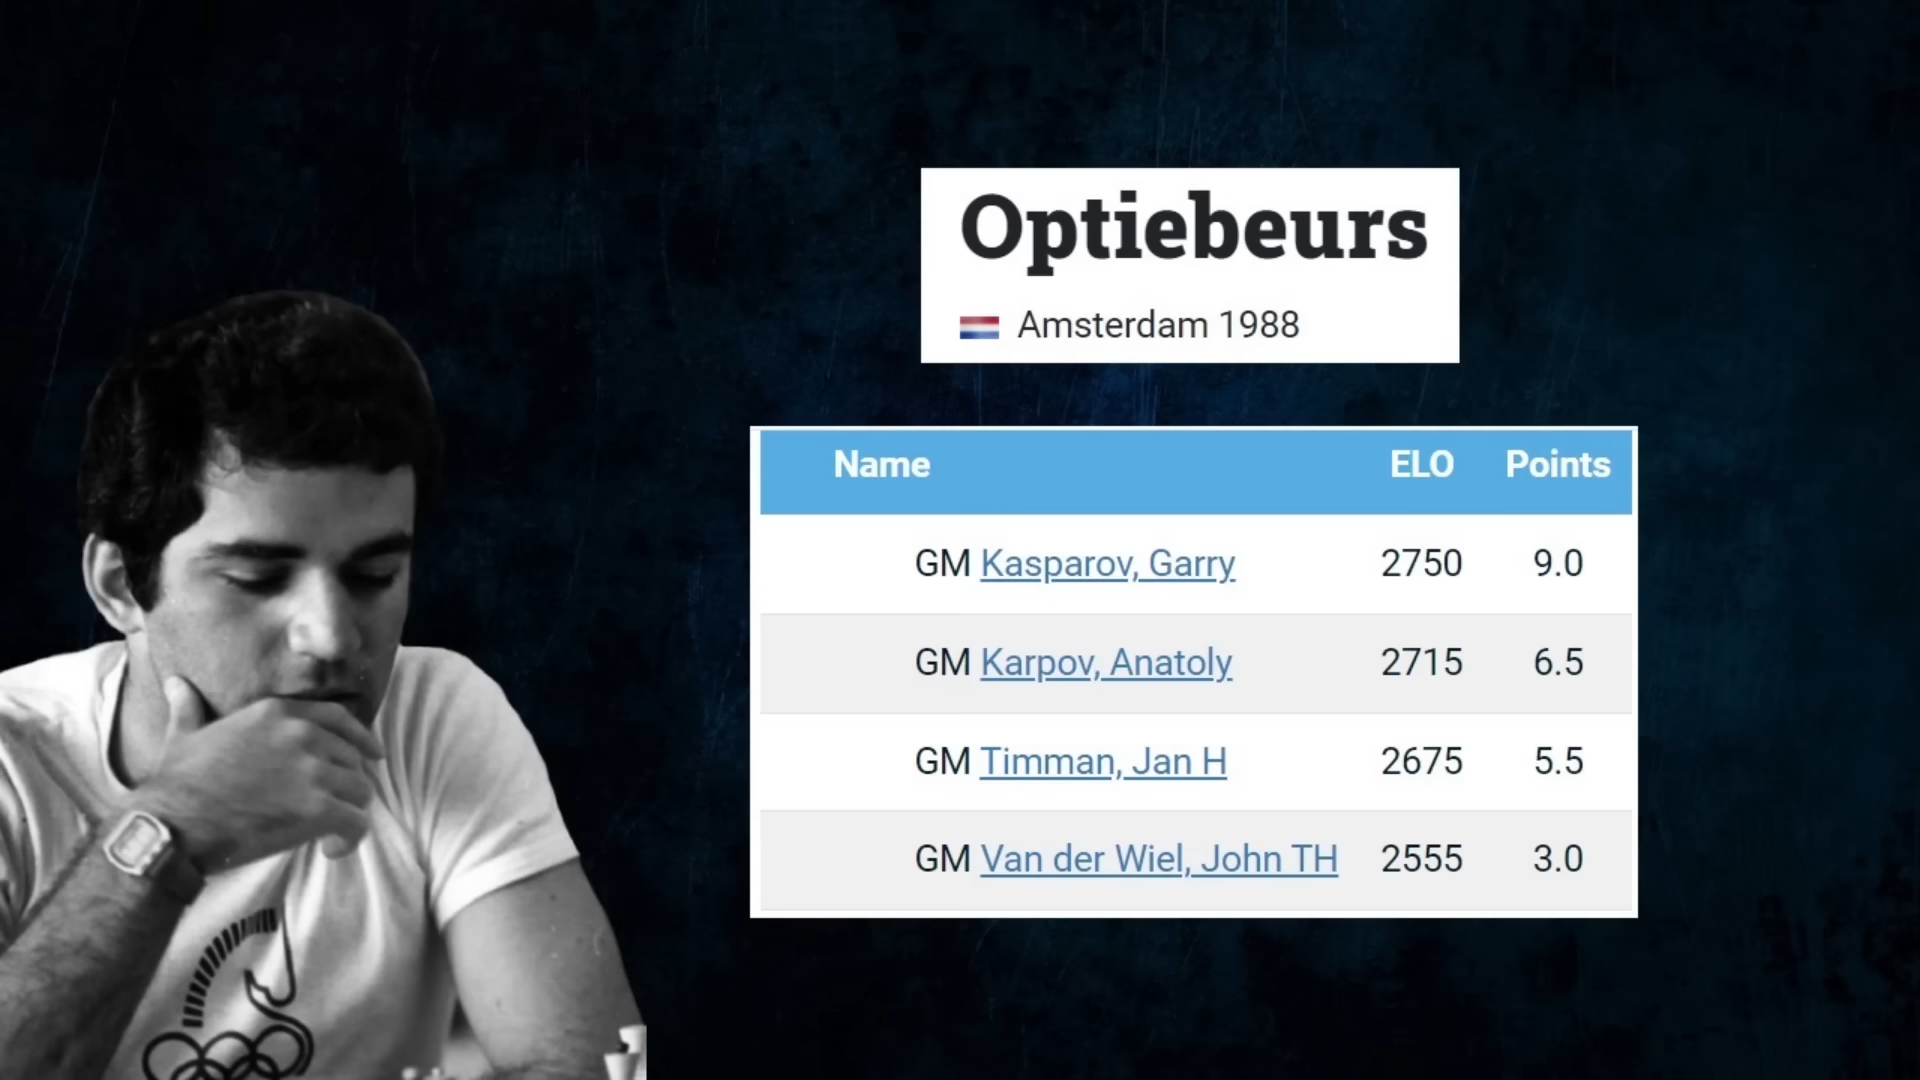 Optiebeurs
Amsterdam 1988
Name ELO Points
GM Kasparov, Garry 2750 9.0
GM Karpov, Anatoly 2715 6.5
GM Timman, Jan H 2675 5.5
GM Van der Wiel, John TH 2555 3.0